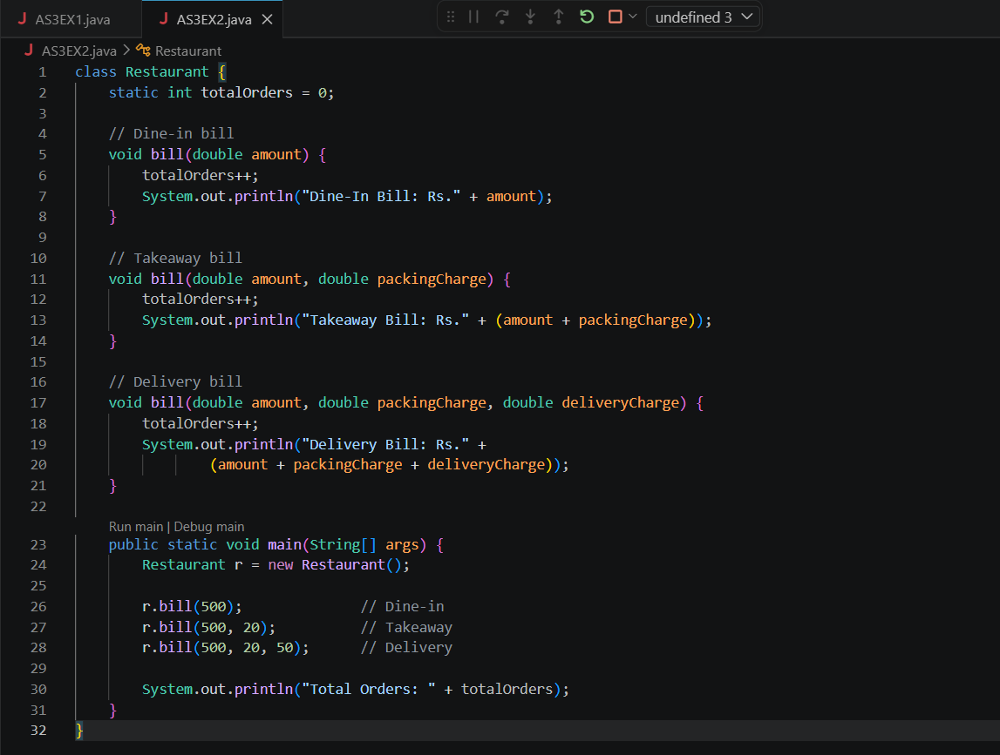 J AS3EX1.java
J AS3EX2.java
undefined 3
J AS3EX2.java > Restaurant
1 class Restaurant {
2     static int totalOrders = 0;
3
4     // Dine-in bill
5     void bill(double amount) {
6         totalOrders++;
7         System.out.println("Dine-In Bill: Rs." + amount);
8     }
9
10     // Takeaway bill
11     void bill(double amount, double packingCharge) {
12         totalOrders++;
13         System.out.println("Takeaway Bill: Rs." + (amount + packingCharge));
14     }
15
16     // Delivery bill
17     void bill(double amount, double packingCharge, double deliveryCharge) {
18         totalOrders++;
19         System.out.println("Delivery Bill: Rs." +
20                 (amount + packingCharge + deliveryCharge));
21     }
22
Run main | Debug main
23     public static void main(String[] args) {
24         Restaurant r = new Restaurant();
25
26         r.bill(500);              // Dine-in
27         r.bill(500, 20);          // Takeaway
28         r.bill(500, 20, 50);      // Delivery
29
30         System.out.println("Total Orders: " + totalOrders);
31     }
32 }